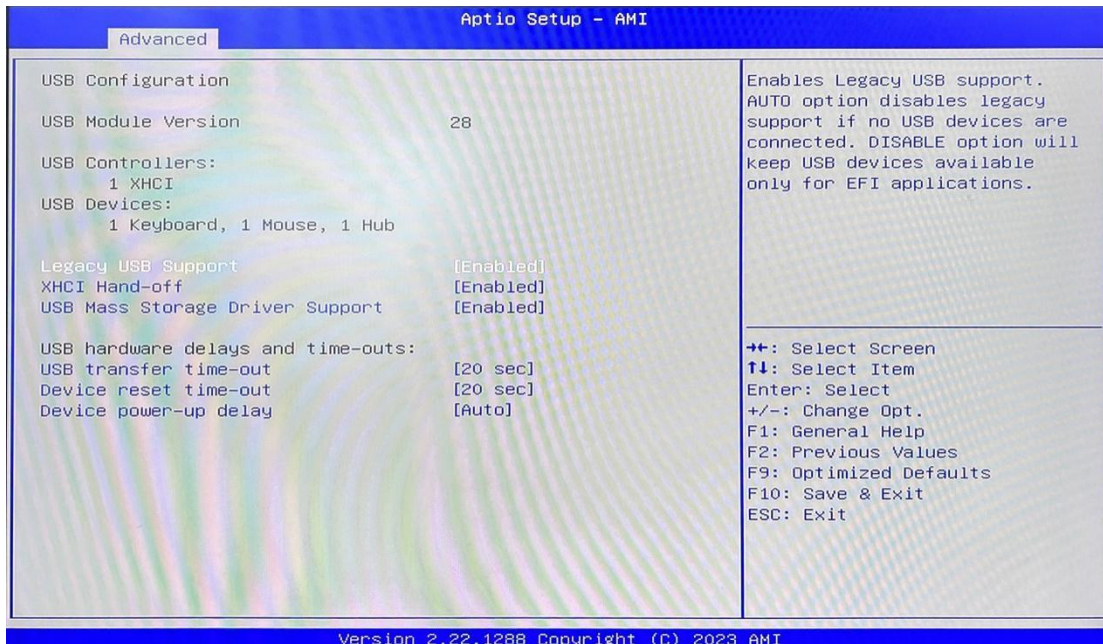 Aptio Setup – AMI
Advanced
USB Configuration
USB Module Version 28
USB Controllers:
1 XHCI
USB Devices:
1 Keyboard, 1 Mouse, 1 Hub
Legacy USB Support [Enabled]
XHCI Hand-off [Enabled]
USB Mass Storage Driver Support [Enabled]
USB hardware delays and time-outs:
USB transfer time-out [20 sec]
Device reset time-out [20 sec]
Device power-up delay [Auto]
Enables Legacy USB support.
AUTO option disables legacy
support if no USB devices are
connected. DISABLE option will
keep USB devices available
only for EFI applications.
→←: Select Screen
↑↓: Select Item
Enter: Select
+/-: Change Opt.
F1: General Help
F2: Previous Values
F9: Optimized Defaults
F10: Save & Exit
ESC: Exit
Version 2.22.1288 Copyright (C) 2023 AMI